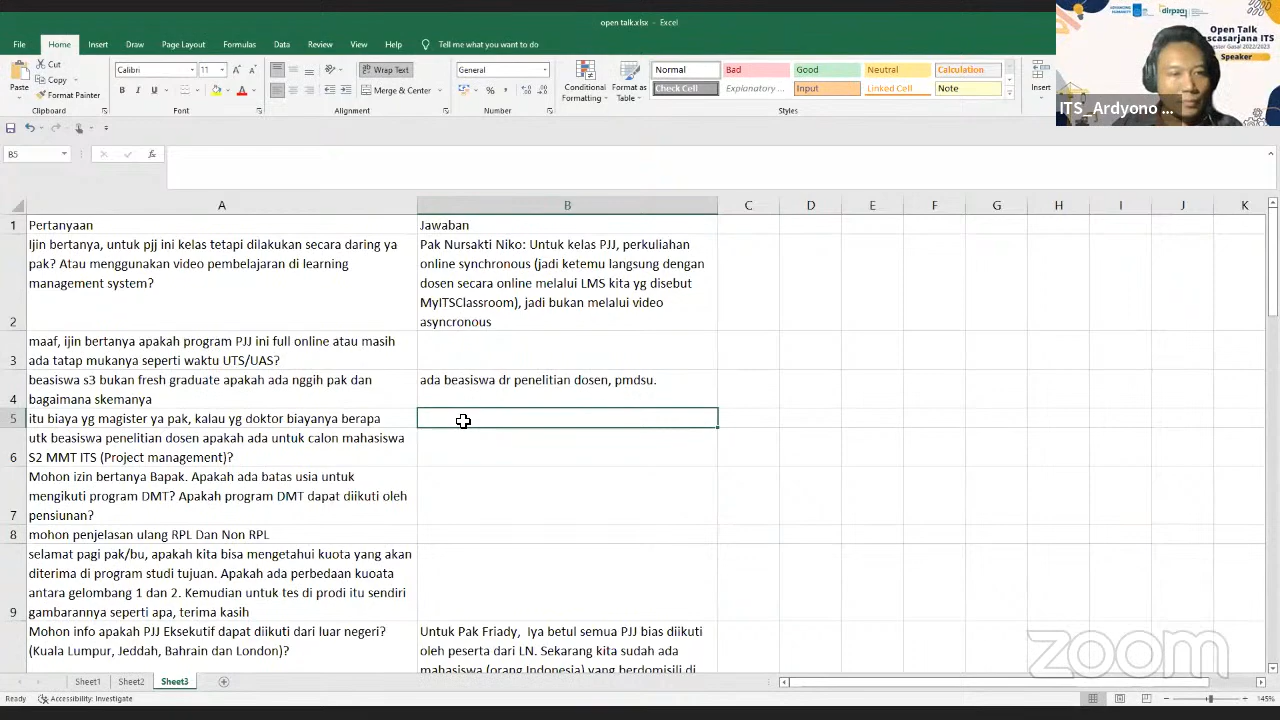 open talk.xlsx - Excel
File Home Insert Draw Page Layout Formulas Data Review View Help Tell me what you want to do
Paste
Cut
Copy
Format Painter
Clipboard
Calibri 11
B I U
Font
Wrap Text
Merge & Center
Alignment
General
Number
Conditional Formatting
Format as Table
Normal Bad Good Neutral Calculation
Check Cell Explanatory ... Input Linked Cell Note
Styles
Insert
Open Talk
Pascasarjana ITS
Speaker
ITS_Ardyono ...
B5
fx
A B C D E F G H I J K
1 Pertanyaan Jawaban
Ijin bertanya, untuk pjj ini kelas tetapi dilakukan secara daring ya
pak? Atau menggunakan video pembelajaran di learning
management system?
Pak Nursakti Niko: Untuk kelas PJJ, perkuliahan
online synchronous (jadi ketemu langsung dengan
dosen secara online melalui LMS kita yg disebut
MyITSClassroom), jadi bukan melalui video
2 asyncronous
maaf, ijin bertanya apakah program PJJ ini full online atau masih
3 ada tatap mukanya seperti waktu UTS/UAS?
beasiswa s3 bukan fresh graduate apakah ada nggih pak dan
4 bagaimana skemanya
ada beasiswa dr penelitian dosen, pmdsu.
5 itu biaya yg magister ya pak, kalau yg doktor biayanya berapa
utk beasiswa penelitian dosen apakah ada untuk calon mahasiswa
6 S2 MMT ITS (Project management)?
Mohon izin bertanya Bapak. Apakah ada batas usia untuk
mengikuti program DMT? Apakah program DMT dapat diikuti oleh
7 pensiunan?
8 mohon penjelasan ulang RPL Dan Non RPL
selamat pagi pak/bu, apakah kita bisa mengetahui kuota yang akan
diterima di program studi tujuan. Apakah ada perbedaan kuoata
antara gelombang 1 dan 2. Kemudian untuk tes di prodi itu sendiri
9 gambarannya seperti apa, terima kasih
Mohon info apakah PJJ Eksekutif dapat diikuti dari luar negeri?
(Kuala Lumpur, Jeddah, Bahrain dan London)?
Untuk Pak Friady, Iya betul semua PJJ bias diikuti
oleh peserta dari LN. Sekarang kita sudah ada
mahasiswa (orang Indonesia) yang berdomisili di
zoom
Sheet1 Sheet2 Sheet3
Ready Accessibility: Investigate
145%